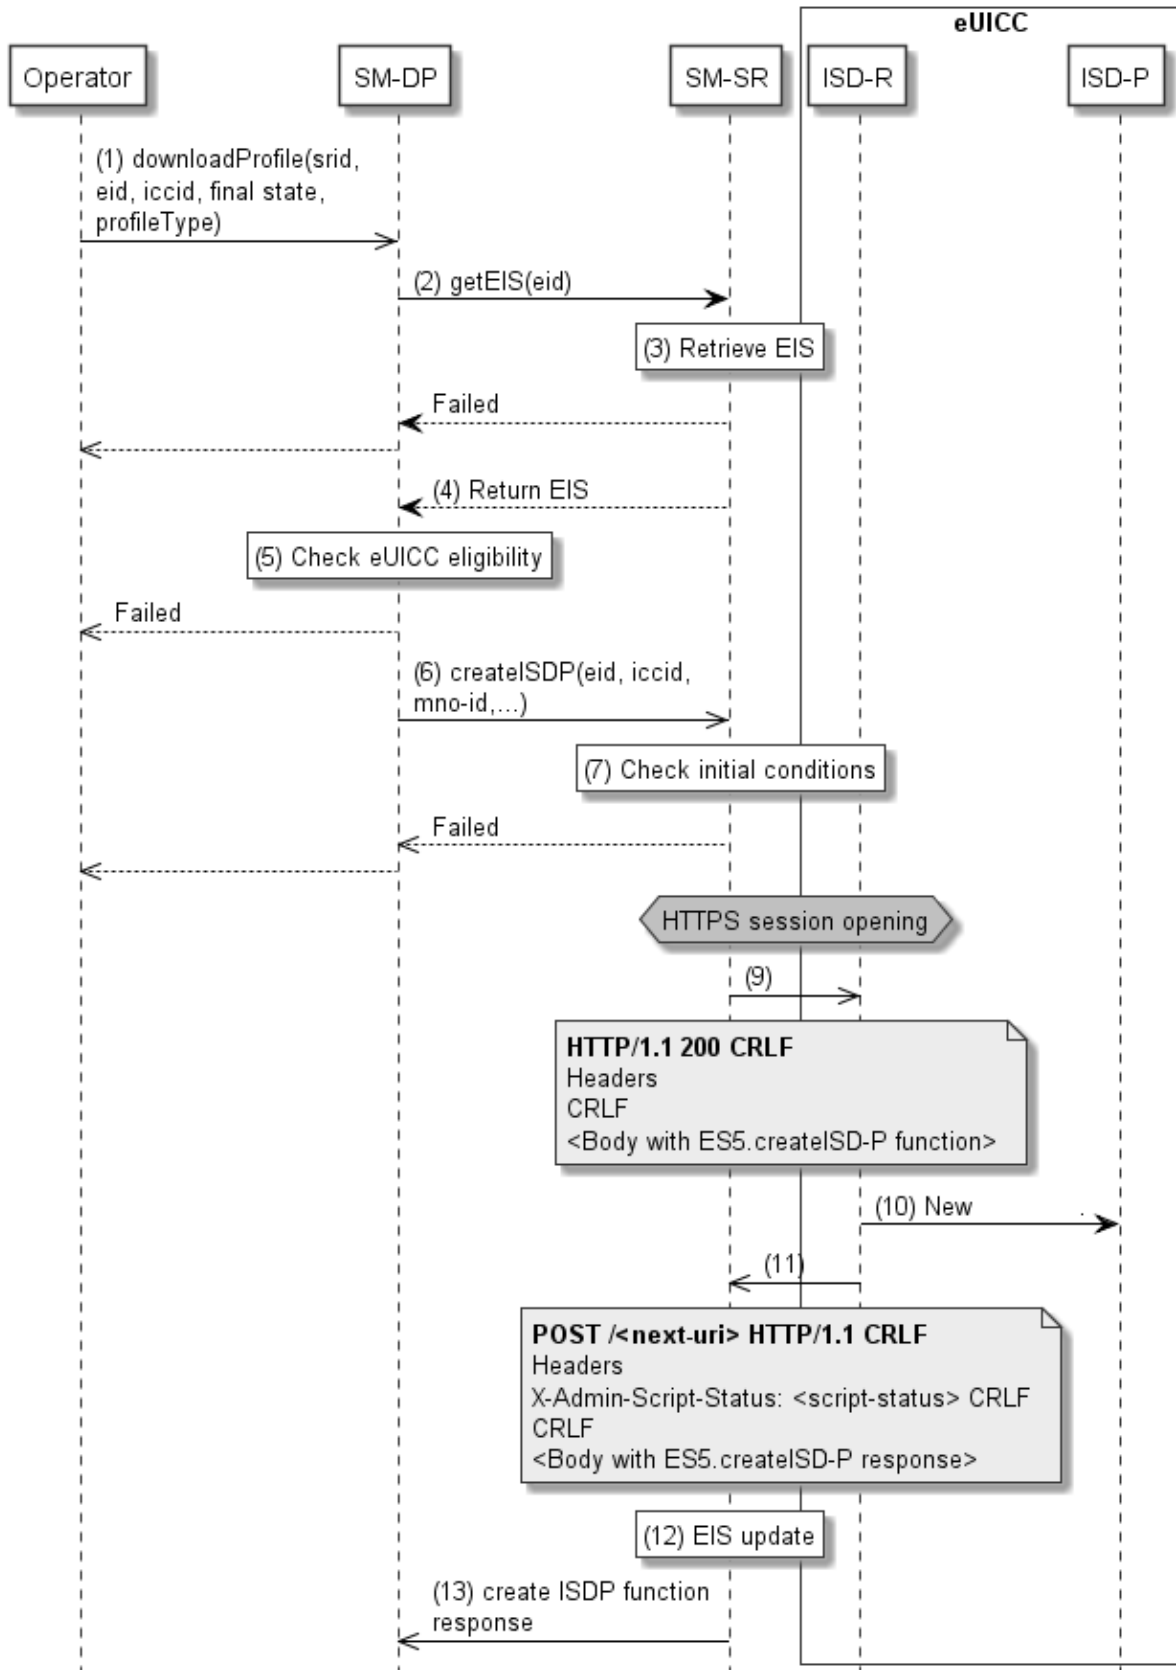 eUICC
Operator
SM-DP
SM-SR
ISD-R
ISD-P
(1) downloadProfile(srid,
eid, iccid, final state,
profileType)
(2) getEIS(eid)
(3) Retrieve EIS
Failed
(4) Return EIS
(5) Check eUICC eligibility
Failed
(6) createISDP(eid, iccid,
mno-id,...)
(7) Check initial conditions
Failed
HTTPS session opening
(9)
HTTP/1.1 200 CRLF
Headers
CRLF
<Body with ES5.createISD-P function>
(10) New .
(11)
POST /<next-uri> HTTP/1.1 CRLF
Headers
X-Admin-Script-Status: <script-status> CRLF
CRLF
<Body with ES5.createISD-P response>
(12) EIS update
(13) create ISDP function
response